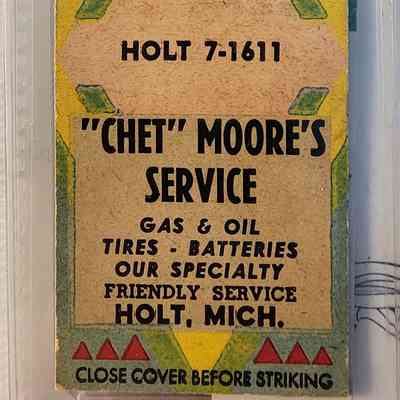 HOLT 7-1611
"CHET" MOORE'S
SERVICE
GAS & OIL
TIRES - BATTERIES
OUR SPECIALTY
FRIENDLY SERVICE
HOLT, MICH.
CLOSE COVER BEFORE STRIKING